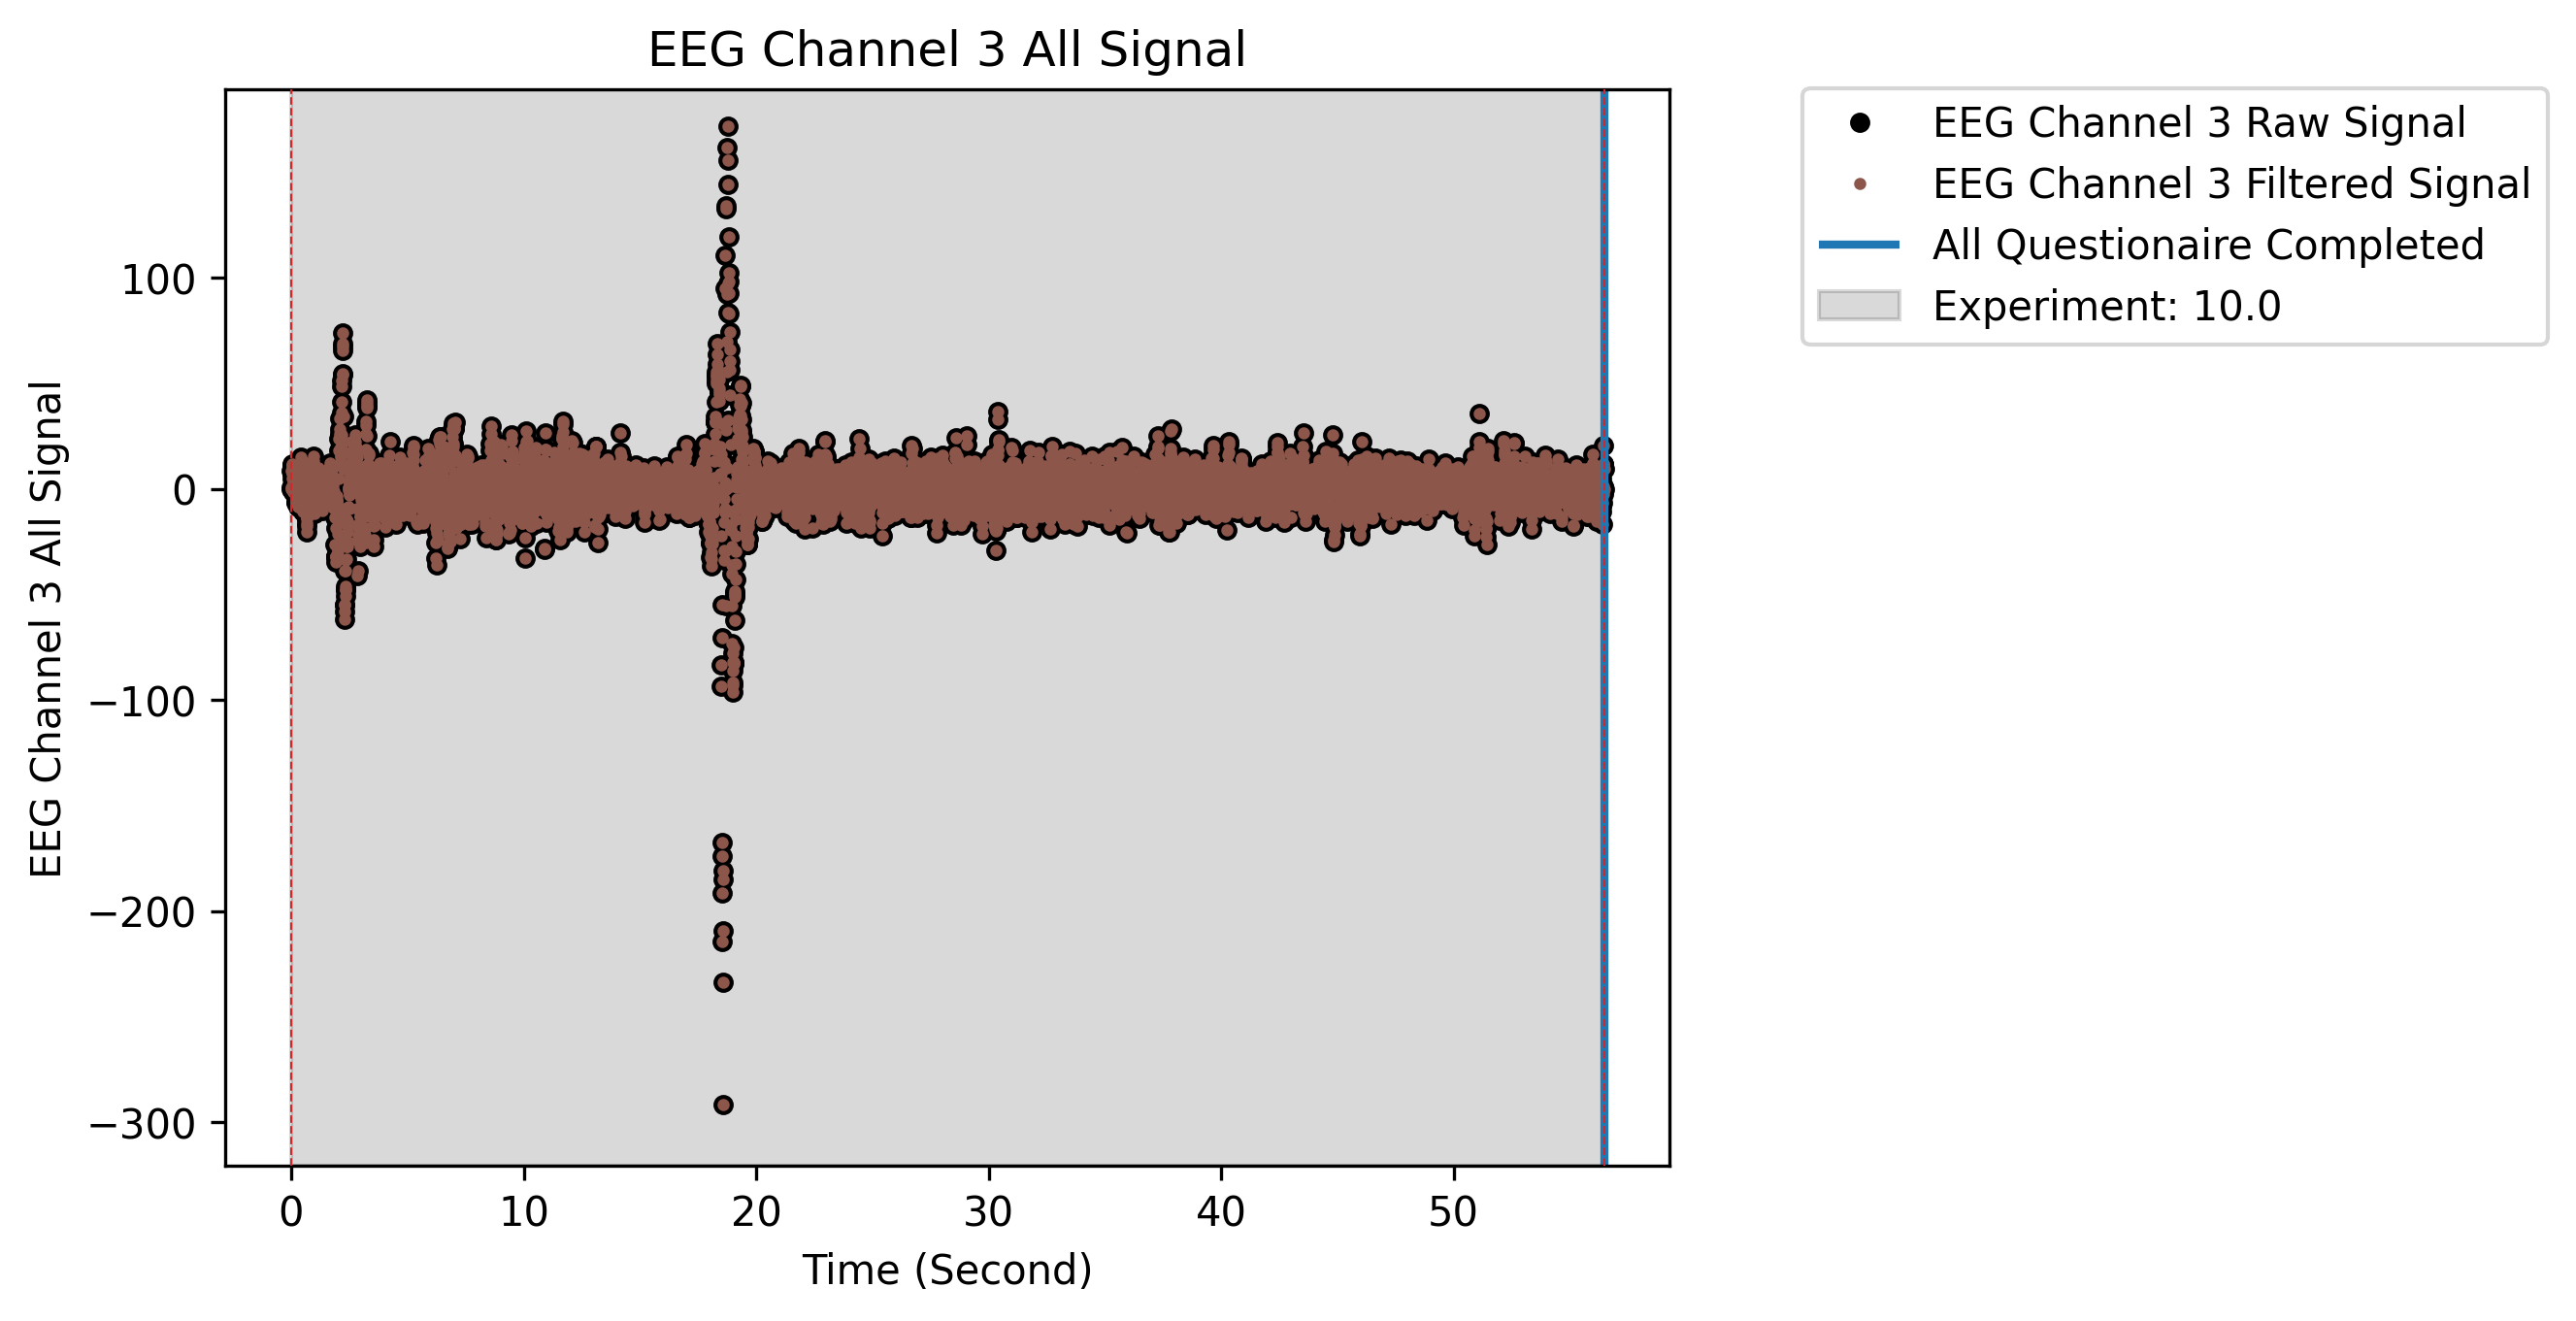 EEG Channel 3 All Signal
EEG Channel 3 Raw Signal
EEG Channel 3 Filtered Signal
All Questionaire Completed
Experiment: 10.0
EEG Channel 3 All Signal
100
0
−100
−200
−300
0 10 20 30 40 50
Time (Second)